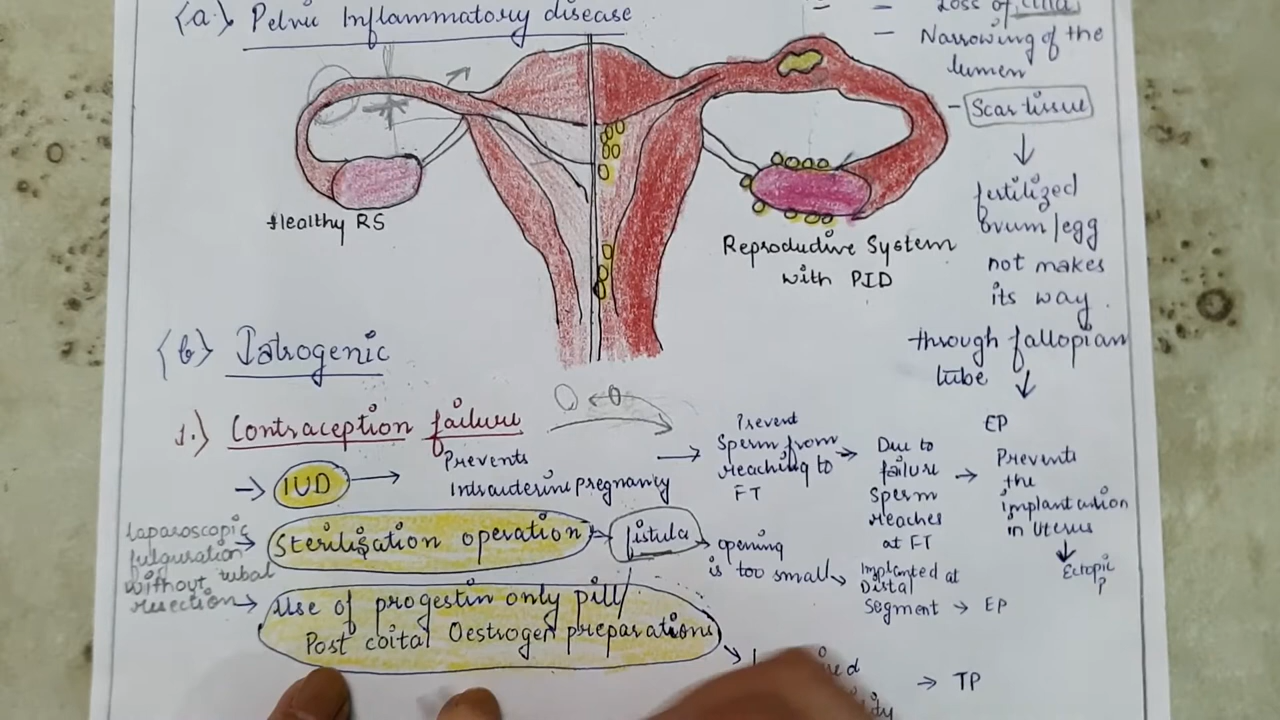 (a.) Pelvic Inflammatory disease
- Loss of cilia
- Narrowing of the
lumen
- Scar tissue
fertilized
ovum/egg
not makes
its way
through fallopian
tube
EP
Healthy RS
Reproductive System
with PID
(b) Iatrogenic
1.) Contraception failure
IUD
Prevents
Intrauterine pregnancy
Prevent
Sperm from
reaching to
FT
Due to
failure
Sperm
reaches
at FT
Prevents
the
implantation
in Uterus
Ectopic
P
Laparoscopic
fulguration
without tubal
resection
Sterilisation operation
fistula
opening
is too small
Implanted at
Distal
Segment → EP
Use of progestin only pill/
Post coital Oestrogen preparations
→ TP